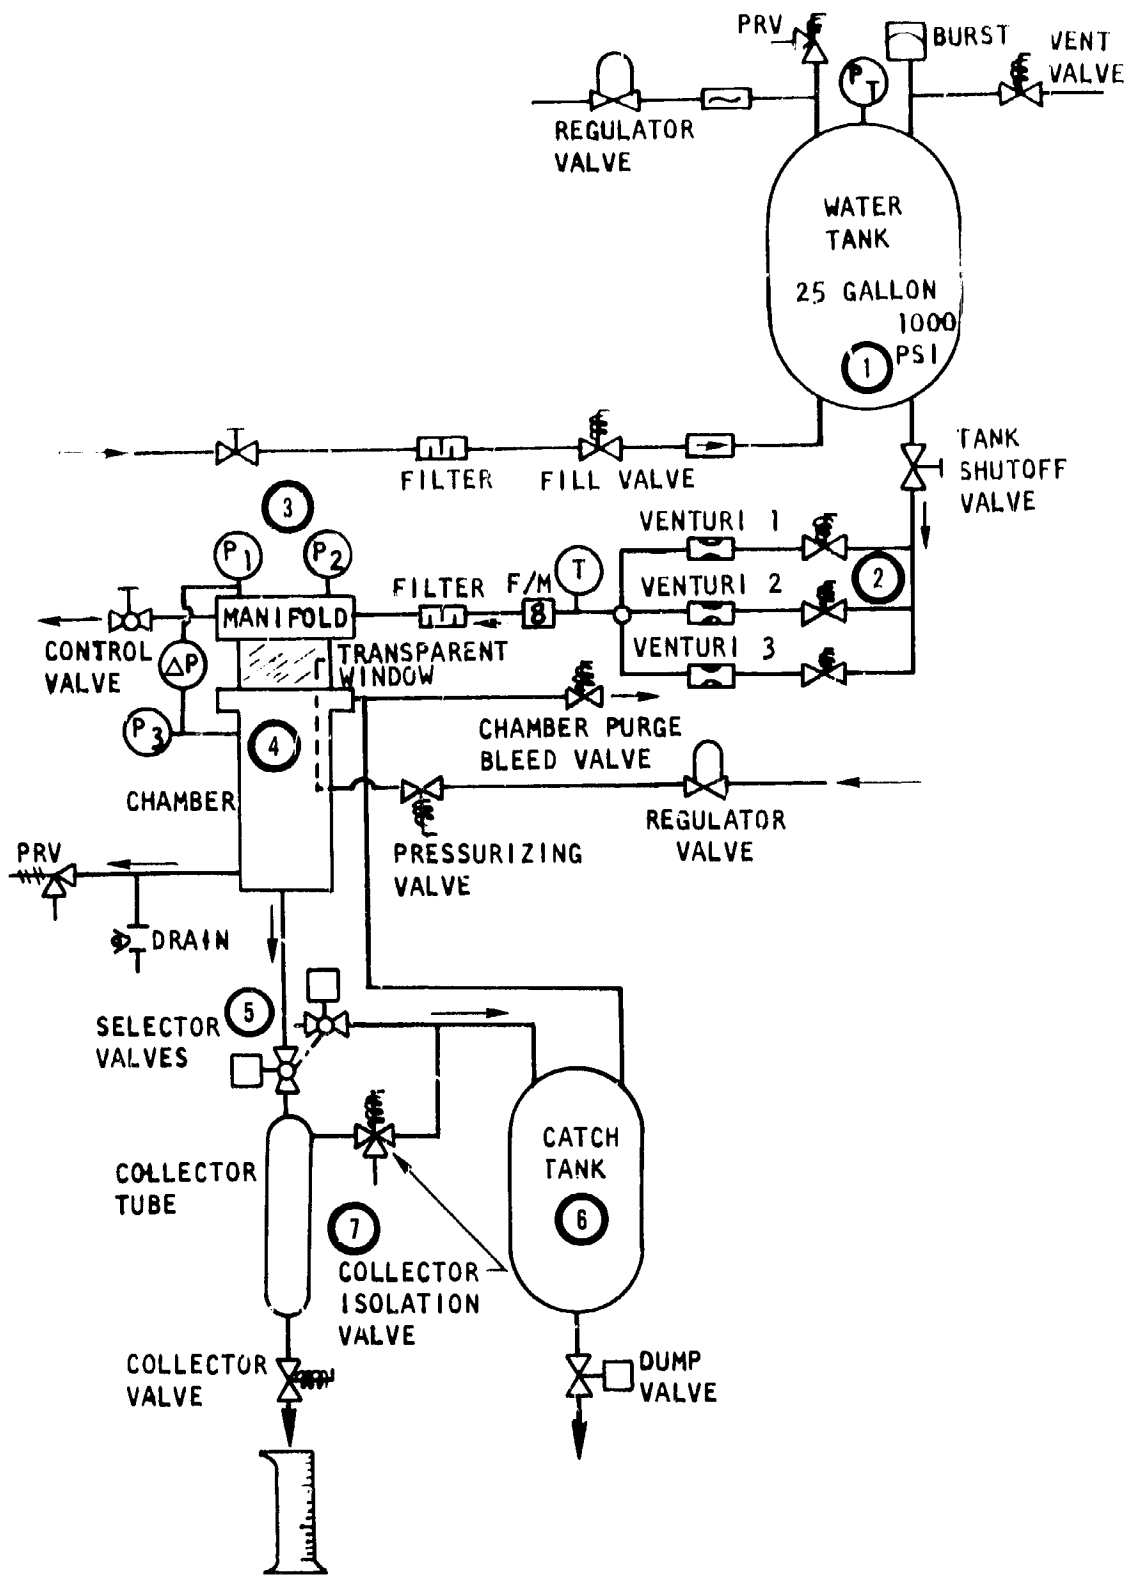 PRV
BURST
VENT
VALVE
PT
REGULATOR
VALVE
WATER
TANK
25 GALLON
1000
PSI
1
TANK
SHUTOFF
VALVE
FILTER
FILL VALVE
3
VENTURI 1
P1
P2
FILTER
F/M
T
8
VENTURI 2
2
MANIFOLD
VENTURI 3
CONTROL
VALVE
ΔP
TRANSPARENT
WINDOW
P3
4
CHAMBER PURGE
BLEED VALVE
CHAMBER
REGULATOR
VALVE
PRV
PRESSURIZING
VALVE
DRAIN
5
SELECTOR
VALVES
CATCH
TANK
6
COLLECTOR
TUBE
7
COLLECTOR
ISOLATION
VALVE
COLLECTOR
VALVE
DUMP
VALVE